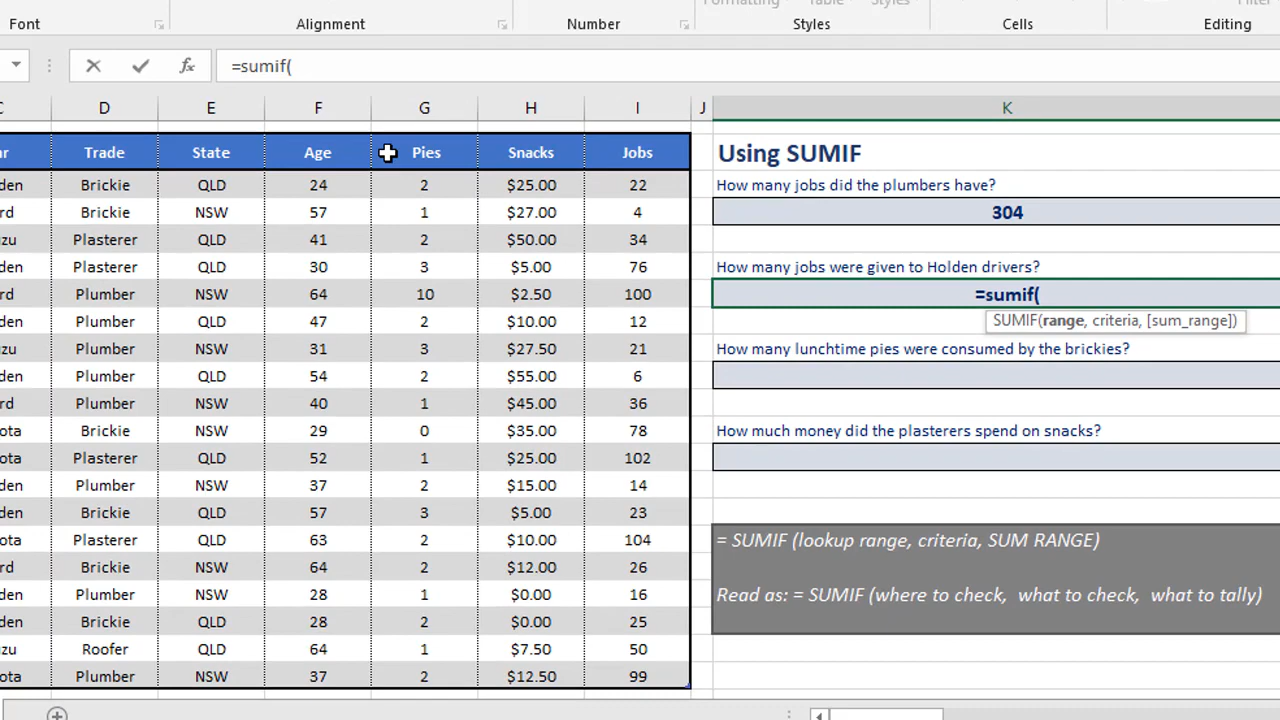 Font Alignment Number Styles Cells Editing
fx =sumif(
D E F G H I J K
Trade State Age Pies Snacks Jobs
Brickie QLD 24 2 $25.00 22
Brickie NSW 57 1 $27.00 4
Plasterer QLD 41 2 $50.00 34
Plasterer QLD 30 3 $5.00 76
Plumber NSW 64 10 $2.50 100
Plumber QLD 47 2 $10.00 12
Plumber NSW 31 3 $27.50 21
Plumber QLD 54 2 $55.00 6
Plumber NSW 40 1 $45.00 36
Brickie NSW 29 0 $35.00 78
Plasterer QLD 52 1 $25.00 102
Plumber NSW 37 1 $15.00 14
Brickie QLD 57 3 $5.00 23
Plasterer QLD 63 2 $10.00 104
Brickie NSW 64 2 $12.00 26
Plumber NSW 28 1 $0.00 16
Brickie QLD 28 2 $0.00 25
Roofer QLD 64 1 $7.50 50
Plumber NSW 37 2 $12.50 99
Using SUMIF
How many jobs did the plumbers have?
304
How many jobs were given to Holden drivers?
=sumif(
SUMIF(range, criteria, [sum_range])
How many lunchtime pies were consumed by the brickies?
How much money did the plasterers spend on snacks?
= SUMIF (lookup range, criteria, SUM RANGE)
Read as: = SUMIF (where to check, what to check, what to tally)